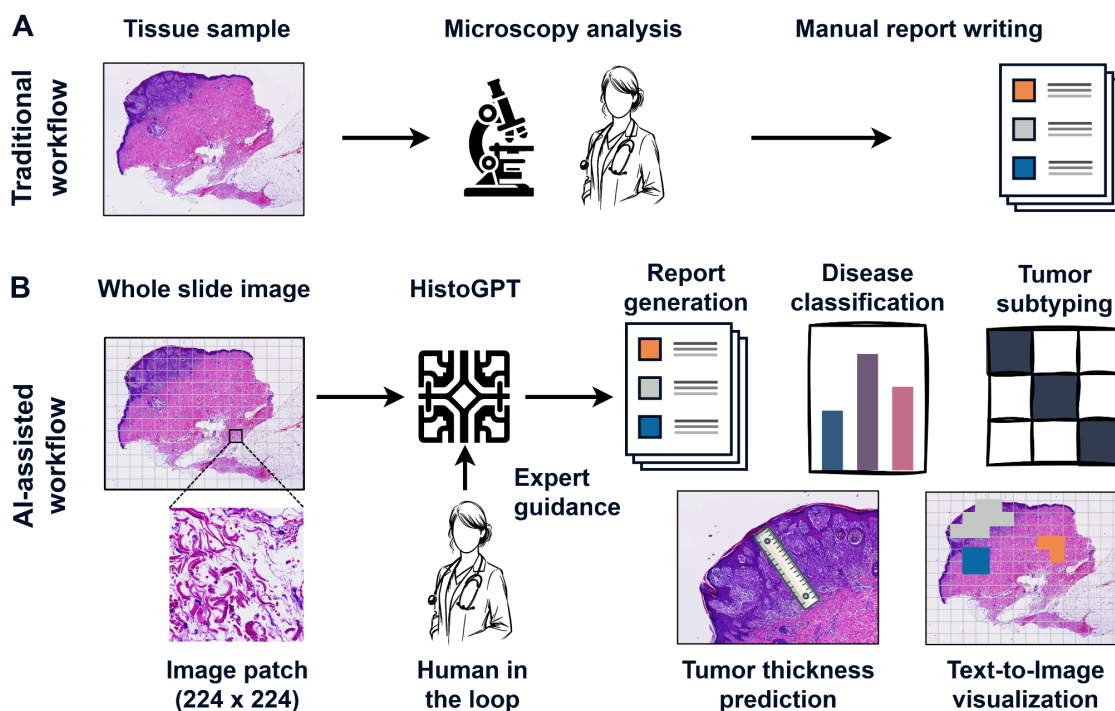 A
Tissue sample
Microscopy analysis
Manual report writing
Traditional
workflow
B
Whole slide image
HistoGPT
Report
generation
Disease
classification
Tumor
subtyping
AI-assisted
workflow
Expert
guidance
Image patch
(224 x 224)
Human in
the loop
Tumor thickness
prediction
Text-to-Image
visualization